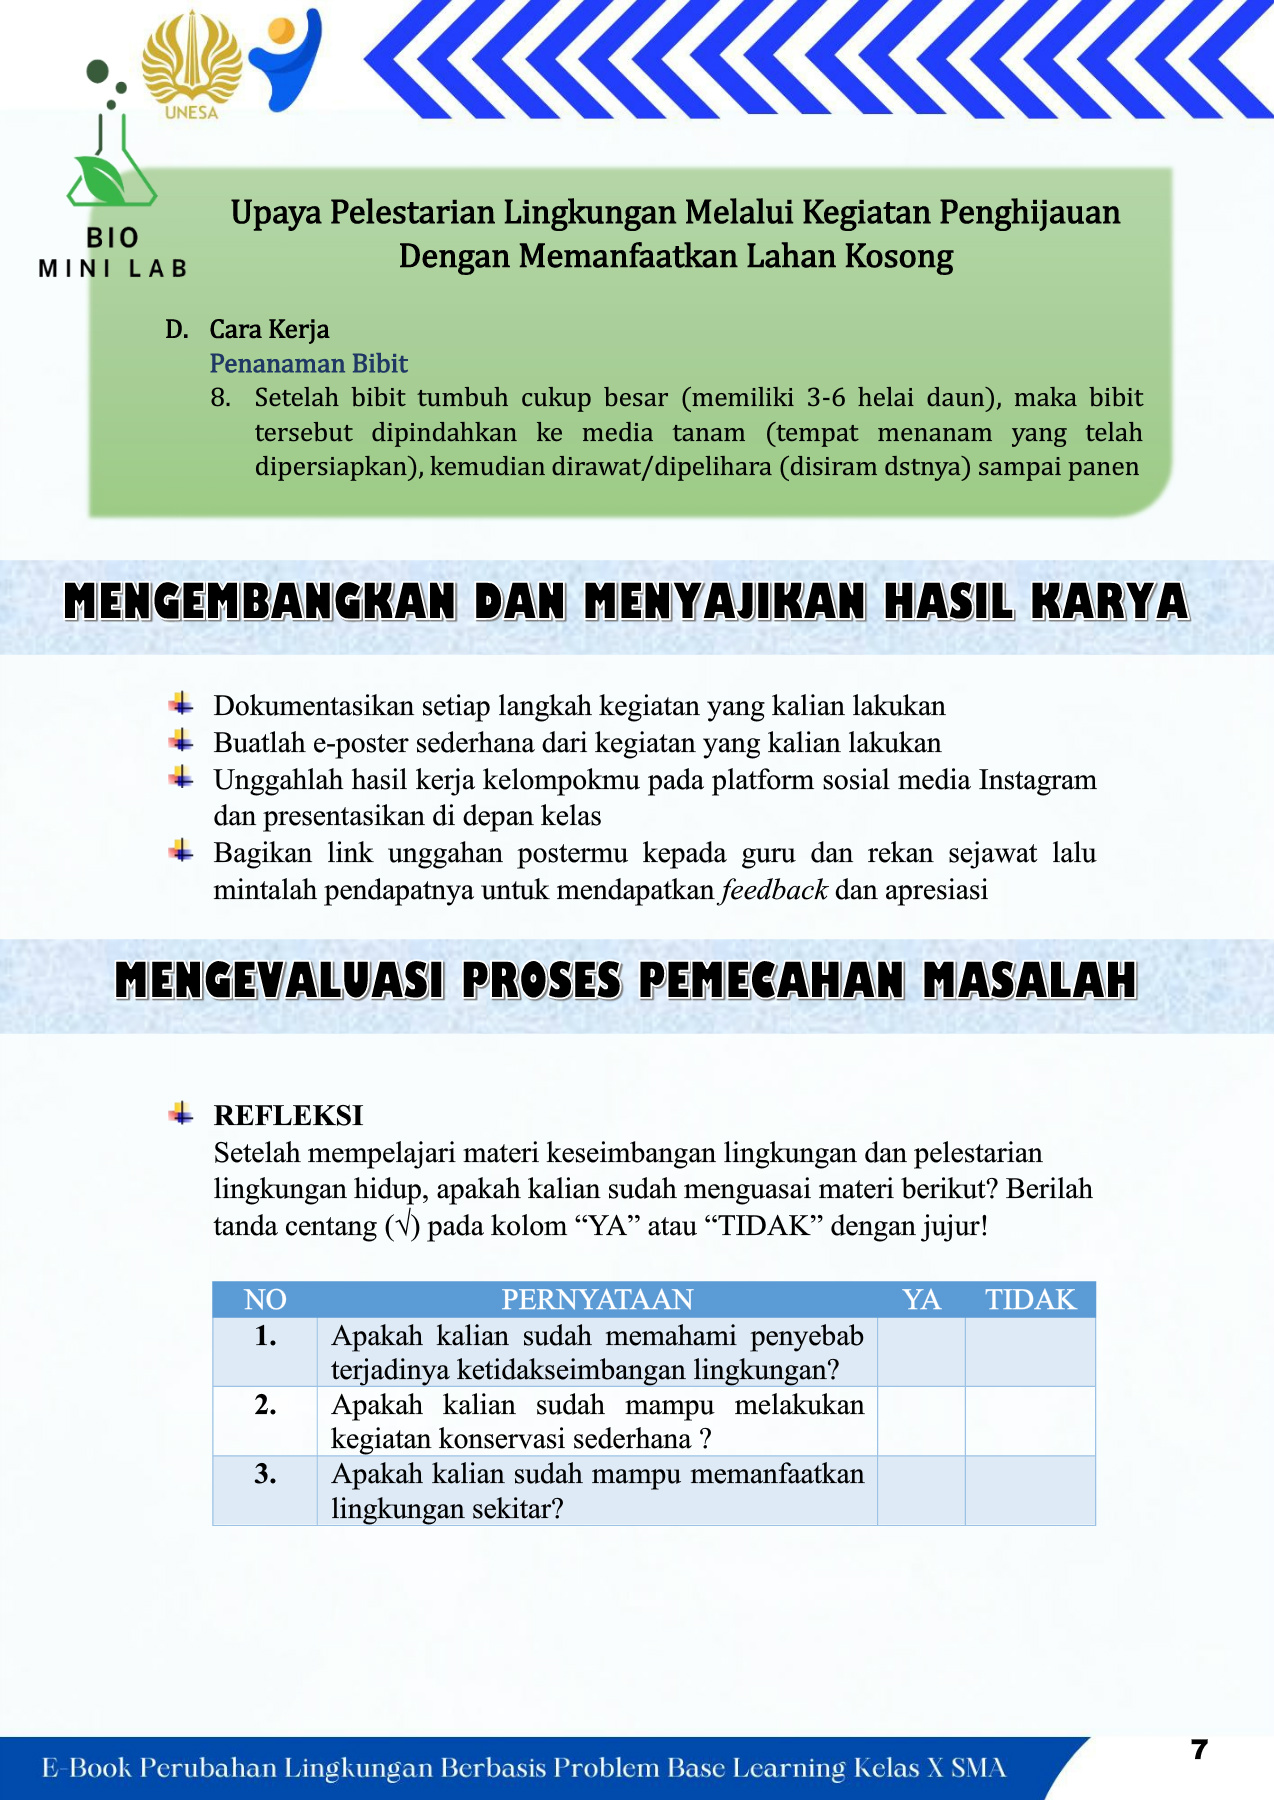 UNESA
BIO
MINI LAB
Upaya Pelestarian Lingkungan Melalui Kegiatan Penghijauan
Dengan Memanfaatkan Lahan Kosong
D. Cara Kerja
Penanaman Bibit
8. Setelah bibit tumbuh cukup besar (memiliki 3-6 helai daun), maka bibit
tersebut dipindahkan ke media tanam (tempat menanam yang telah
dipersiapkan), kemudian dirawat/dipelihara (disiram dstnya) sampai panen
MENGEMBANGKAN DAN MENYAJIKAN HASIL KARYA
Dokumentasikan setiap langkah kegiatan yang kalian lakukan
Buatlah e-poster sederhana dari kegiatan yang kalian lakukan
Unggahlah hasil kerja kelompokmu pada platform sosial media Instagram
dan presentasikan di depan kelas
Bagikan link unggahan postermu kepada guru dan rekan sejawat lalu
mintalah pendapatnya untuk mendapatkan feedback dan apresiasi
MENGEVALUASI PROSES PEMECAHAN MASALAH
REFLEKSI
Setelah mempelajari materi keseimbangan lingkungan dan pelestarian
lingkungan hidup, apakah kalian sudah menguasai materi berikut? Berilah
tanda centang (√) pada kolom “YA” atau “TIDAK” dengan jujur!
NO PERNYATAAN YA TIDAK
1. Apakah kalian sudah memahami penyebab
terjadinya ketidakseimbangan lingkungan?
2. Apakah kalian sudah mampu melakukan
kegiatan konservasi sederhana ?
3. Apakah kalian sudah mampu memanfaatkan
lingkungan sekitar?
E-Book Perubahan Lingkungan Berbasis Problem Base Learning Kelas X SMA
7